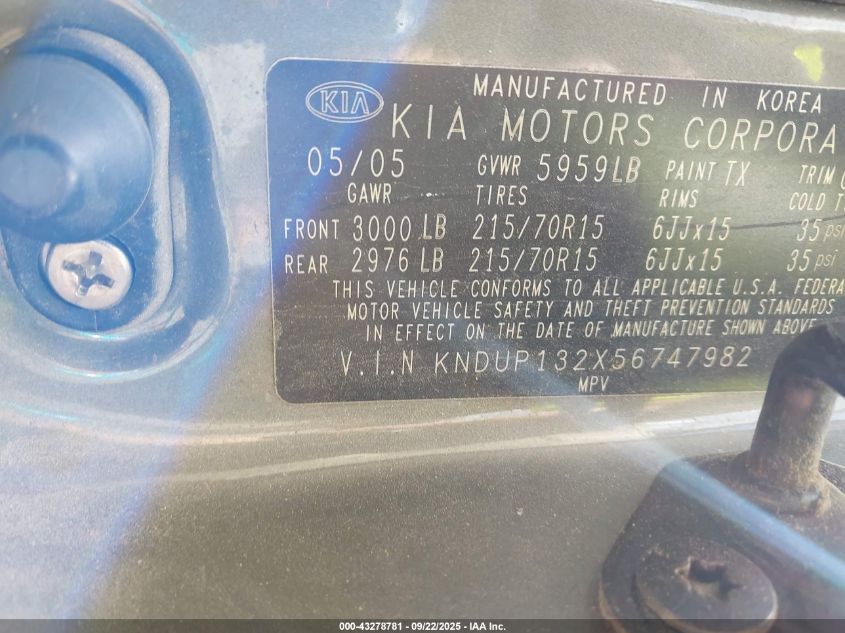 MANUFACTURED IN KOREA
KIA KIA MOTORS CORPORA
05/05 GVWR 5959LB PAINT TX TRIM
GAWR TIRES RIMS COLD T
FRONT 3000 LB 215/70R15 6JJx15 35 psi
REAR 2976 LB 215/70R15 6JJx15 35 psi
THIS VEHICLE CONFORMS TO ALL APPLICABLE U.S.A. FEDERA
MOTOR VEHICLE SAFETY AND THEFT PREVENTION STANDARDS
IN EFFECT ON THE DATE OF MANUFACTURE SHOWN ABOVE
V.I.N KNDUP132X56747982
MPV
000-43278781 - 09/22/2025 - IAA Inc.